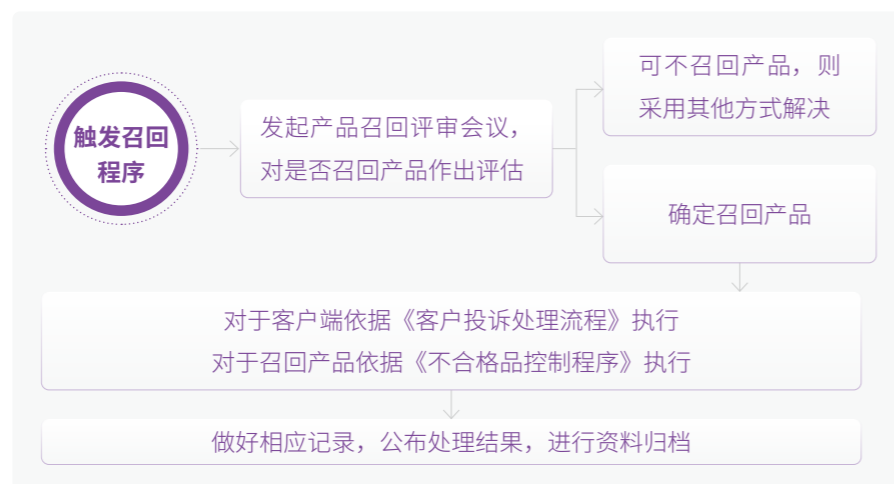 触发召回
程序
发起产品召回评审会议，
对是否召回产品作出评估
可不召回产品，则
采用其他方式解决
确定召回产品
对于客户端依据《客户投诉处理流程》执行
对于召回产品依据《不合格品控制程序》执行
做好相应记录，公布处理结果，进行资料归档